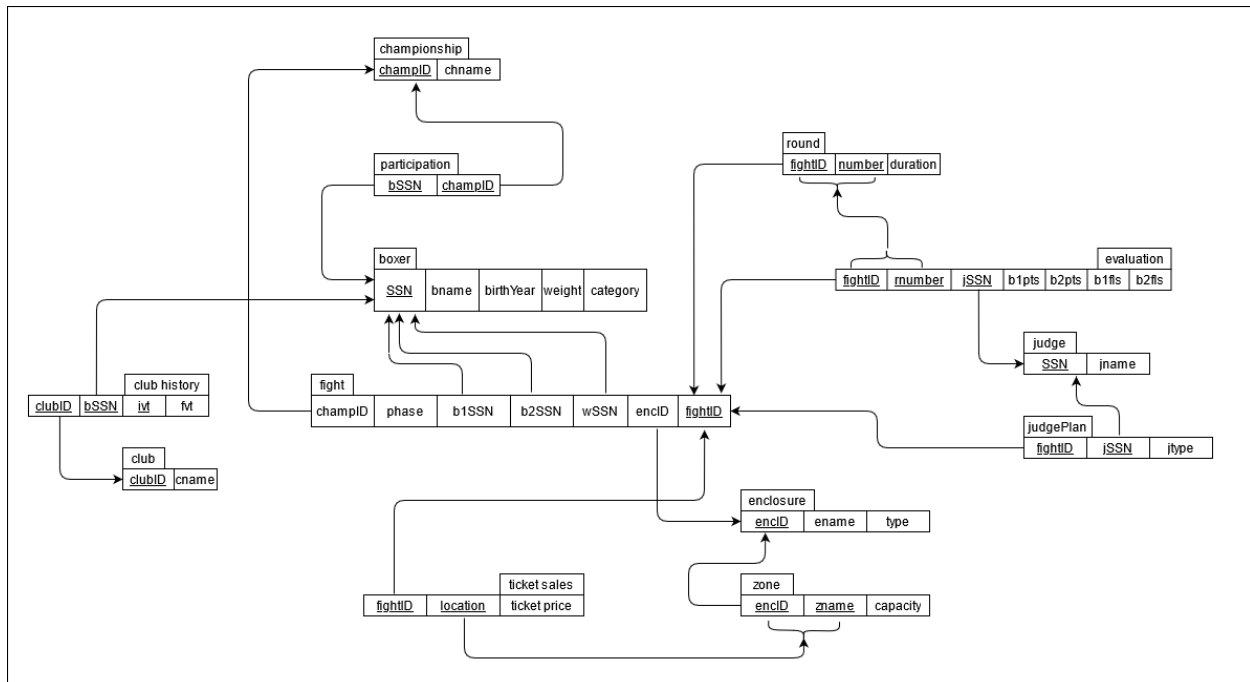 championship
champID chname
participation
bSSN champID
round
fightID number duration
boxer
SSN bname birthYear weight category
evaluation
fightID rnumber jSSN b1pts b2pts b1fls b2fls
judge
SSN jname
club history
clubID bSSN ivt fvt
fight
champID phase b1SSN b2SSN wSSN encID fightID
judgePlan
fightID jSSN jtype
club
clubID cname
enclosure
encID ename type
ticket sales
fightID location ticket price
zone
encID zname capacity